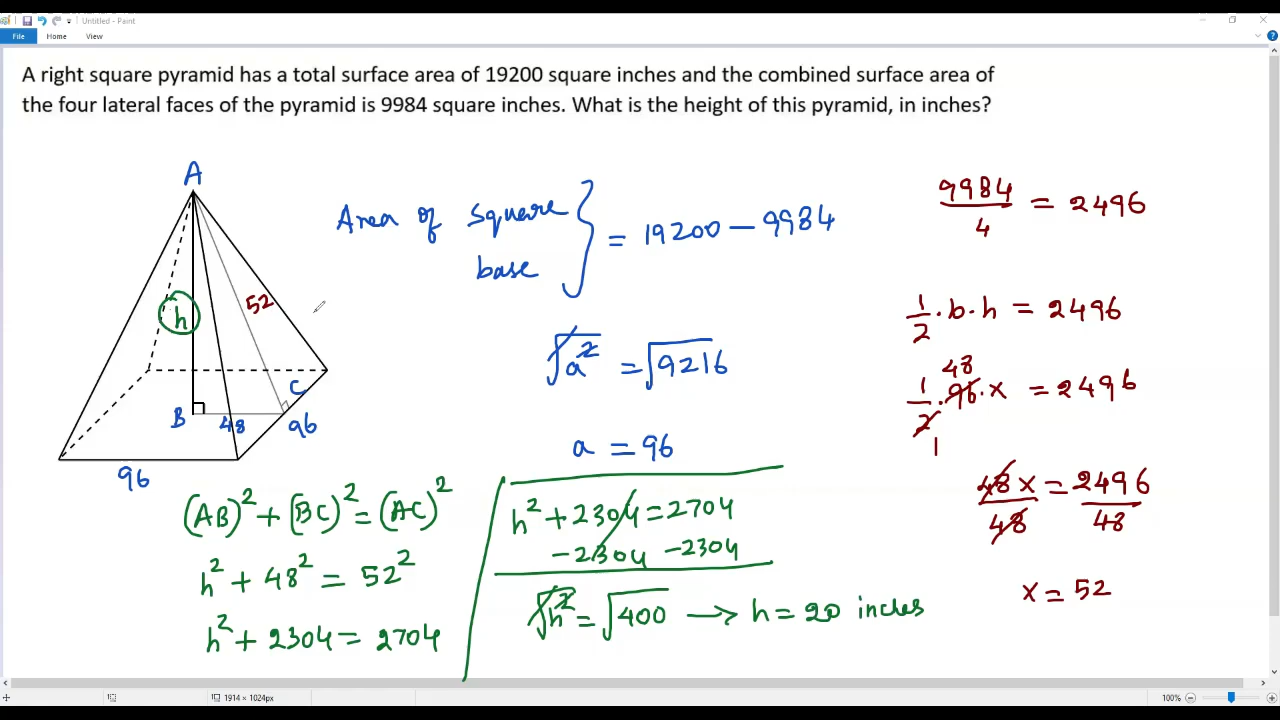 Untitled - Paint
File Home View
A right square pyramid has a total surface area of 19200 square inches and the combined surface area of
the four lateral faces of the pyramid is 9984 square inches. What is the height of this pyramid, in inches?
A
h
52
B
48
C
96
96
Area of square base } = 19200 - 9984
√a² = √9216
a = 96
9984/4 = 2496
1/2 · b · h = 2496
48
1/2 · 96 · x = 2496
1
48x/48 = 2496/48
x = 52
(AB)² + (BC)² = (AC)²
h² + 48² = 52²
h² + 2304 = 2704
h² + 2304 = 2704
-2304 -2304
√h² = √400 → h = 20 inches
1914 × 1024px
100%